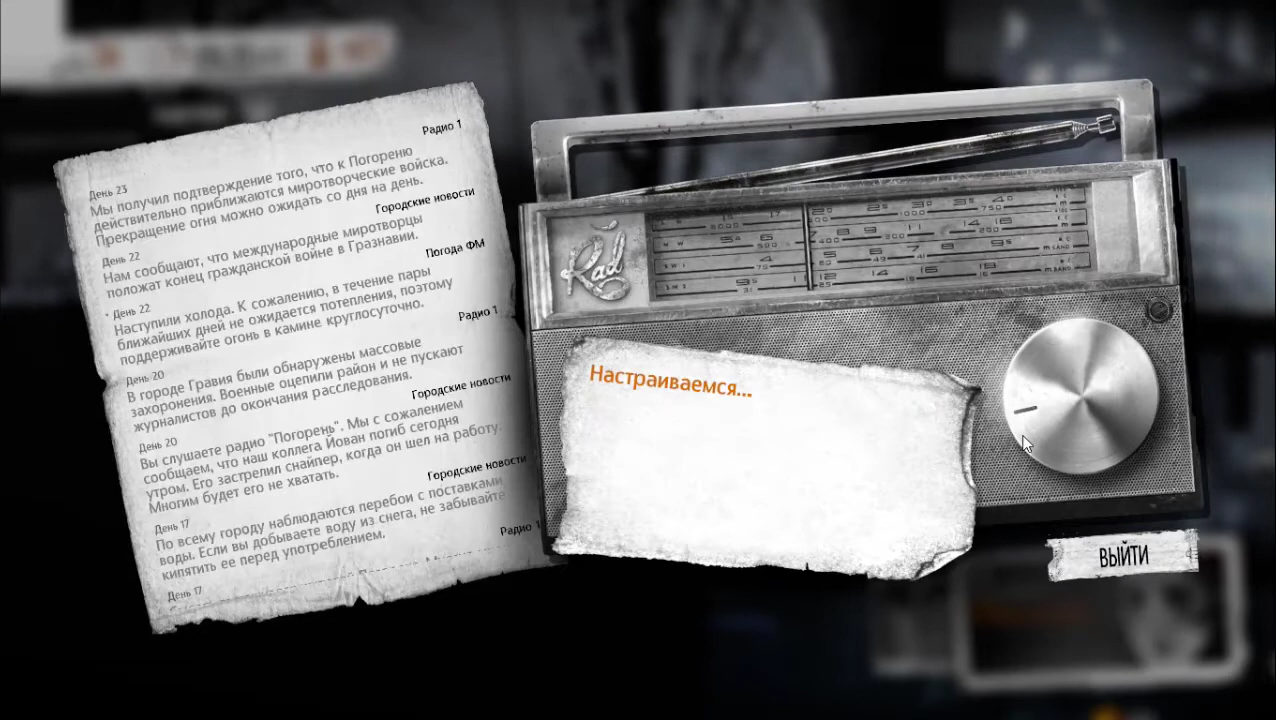 Радио 1
День 23
Мы получил подтверждение того, что к Погореню
действительно приближаются миротворческие войска.
Прекращение огня можно ожидать со дня на день.
Городские новости
День 22
Нам сообщают, что международные миротворцы
положат конец гражданской войне в Гразнавии.
Погода ФМ
День 22
Наступили холода. К сожалению, в течение пары
ближайших дней не ожидается потепления, поэтому
поддерживайте огонь в камине круглосуточно.
Радио 1
День 20
В городе Гравия были обнаружены массовые
захоронения. Военные оцепили район и не пускают
журналистов до окончания расследования.
Городские новости
День 20
Вы слушаете радио "Погорень". Мы с сожалением
сообщаем, что наш коллега Йован погиб сегодня
утром. Его застрелил снайпер, когда он шел на работу.
Многим будет его не хватать.
Городские новости
День 17
По всему городу наблюдаются перебои с поставками
воды. Если вы добываете воду из снега, не забывайте
кипятить ее перед употреблением.
Радио 1
День 17
Rad
Настраиваемся...
ВЫЙТИ